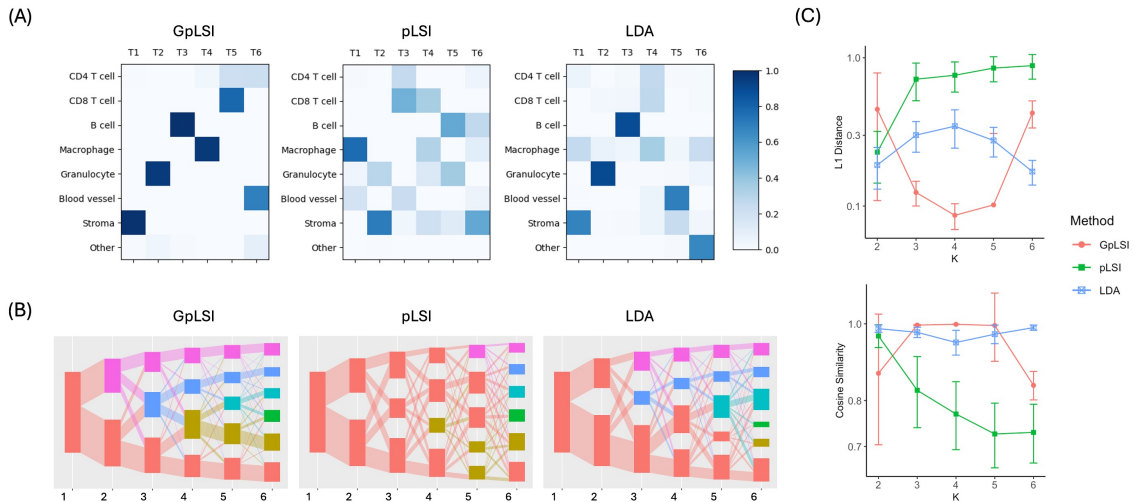 (A)
GpLSI
pLSI
LDA
T1 T2 T3 T4 T5 T6
T1 T2 T3 T4 T5 T6
T1 T2 T3 T4 T5 T6
CD4 T cell
CD8 T cell
B cell
Macrophage
Granulocyte
Blood vessel
Stroma
Other
CD4 T cell
CD8 T cell
B cell
Macrophage
Granulocyte
Blood vessel
Stroma
Other
CD4 T cell
CD8 T cell
B cell
Macrophage
Granulocyte
Blood vessel
Stroma
Other
1.0
0.8
0.6
0.4
0.2
0.0
(B)
GpLSI
pLSI
LDA
1 2 3 4 5 6
1 2 3 4 5 6
1 2 3 4 5 6
(C)
L1 Distance
1.0
0.3
0.1
2 3 4 5 6
K
Cosine Similarity
1.0
0.8
0.7
2 3 4 5 6
K
Method
GpLSI
pLSI
LDA